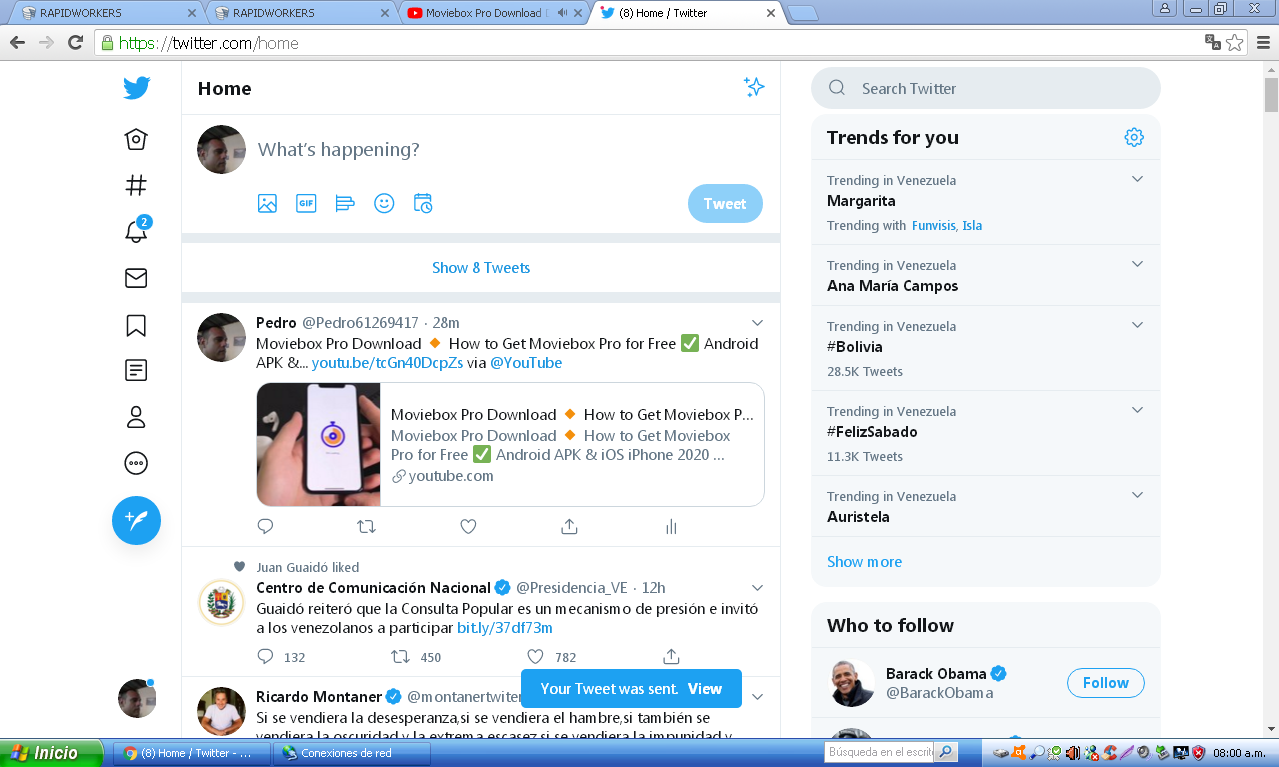 RAPIDWORKERS
RAPIDWORKERS
Moviebox Pro Download
(8) Home / Twitter
https://twitter.com/home
Home
Search Twitter
What's happening?
GIF
Tweet
2
Show 8 Tweets
Pedro @Pedro61269417 · 28m
Moviebox Pro Download 🔸 How to Get Moviebox Pro for Free ✅ Android
APK &... youtu.be/tcGn40DcpZs via @YouTube
Moviebox Pro Download 🔸 How to Get Moviebox P...
Moviebox Pro Download 🔸 How to Get Moviebox
Pro for Free ✅ Android APK & iOS iPhone 2020 ...
youtube.com
Juan Guaidó liked
Centro de Comunicación Nacional @Presidencia_VE · 12h
Guaidó reiteró que la Consulta Popular es un mecanismo de presión e invitó
a los venezolanos a participar bit.ly/37df73m
132 450 782
Your Tweet was sent. View
Ricardo Montaner @montanertwiter
Si se vendiera la desesperanza,si se vendiera el hambre,si también se
vendiera la oscuridad y la extrema escasez,si se vendiera la impunidad y
Trends for you
Trending in Venezuela
Margarita
Trending with Funvisis, Isla
Trending in Venezuela
Ana María Campos
Trending in Venezuela
#Bolivia
28.5K Tweets
Trending in Venezuela
#FelizSabado
11.3K Tweets
Trending in Venezuela
Auristela
Show more
Who to follow
Barack Obama
@BarackObama
Follow
Inicio
(8) Home / Twitter - ...
Conexiones de red
Búsqueda en el escrit
08:00 a.m.